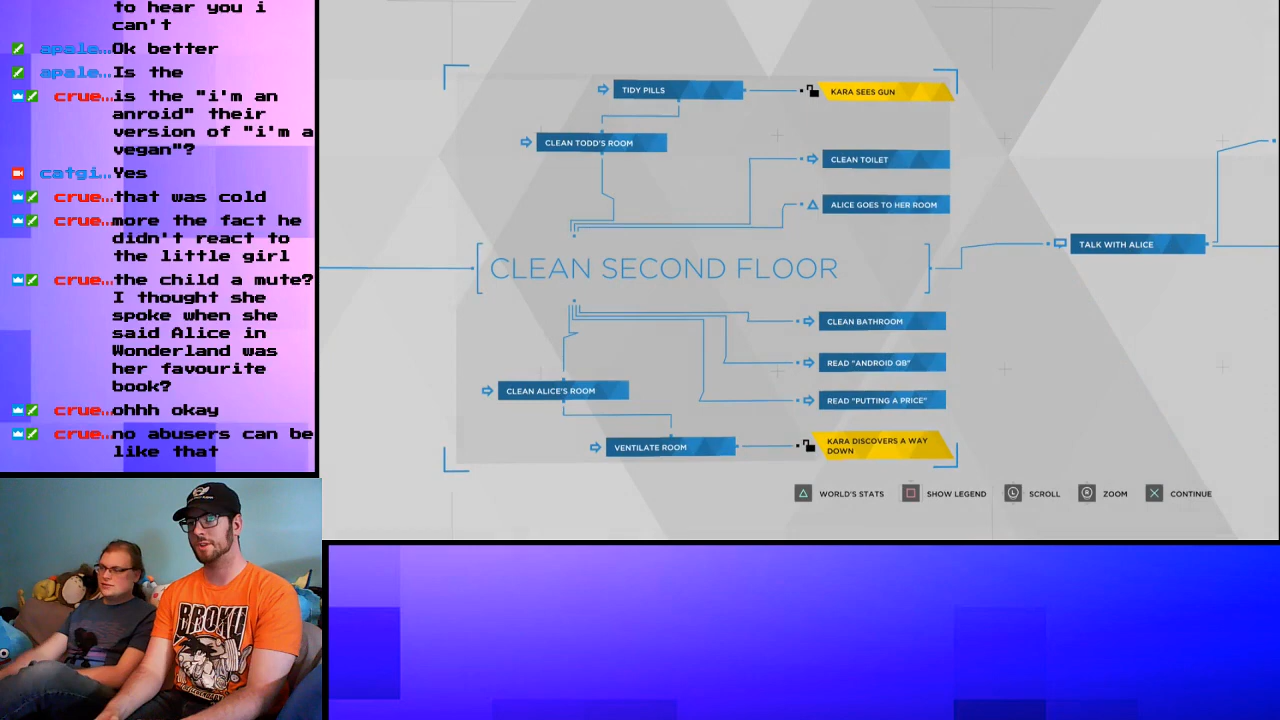 to hear you i
can't
apale...Ok better
apale...Is the
crue...is the "i'm an
anroid" their
version of "i'm a
vegan"?
catgi...Yes
crue...that was cold
crue...more the fact he
didn't react to
the little girl
crue...the child a mute?
I thought she
spoke when she
said Alice in
Wonderland was
her favourite
book?
crue...ohhh okay
crue...no abusers can be
like that
TIDY PILLS
KARA SEES GUN
CLEAN TODD'S ROOM
CLEAN TOILET
ALICE GOES TO HER ROOM
CLEAN SECOND FLOOR
TALK WITH ALICE
CLEAN BATHROOM
READ "ANDROID QB"
CLEAN ALICE'S ROOM
READ "PUTTING A PRICE"
VENTILATE ROOM
KARA DISCOVERS A WAY
DOWN
WORLD'S STATS
SHOW LEGEND
L SCROLL
R ZOOM
CONTINUE
BROKU